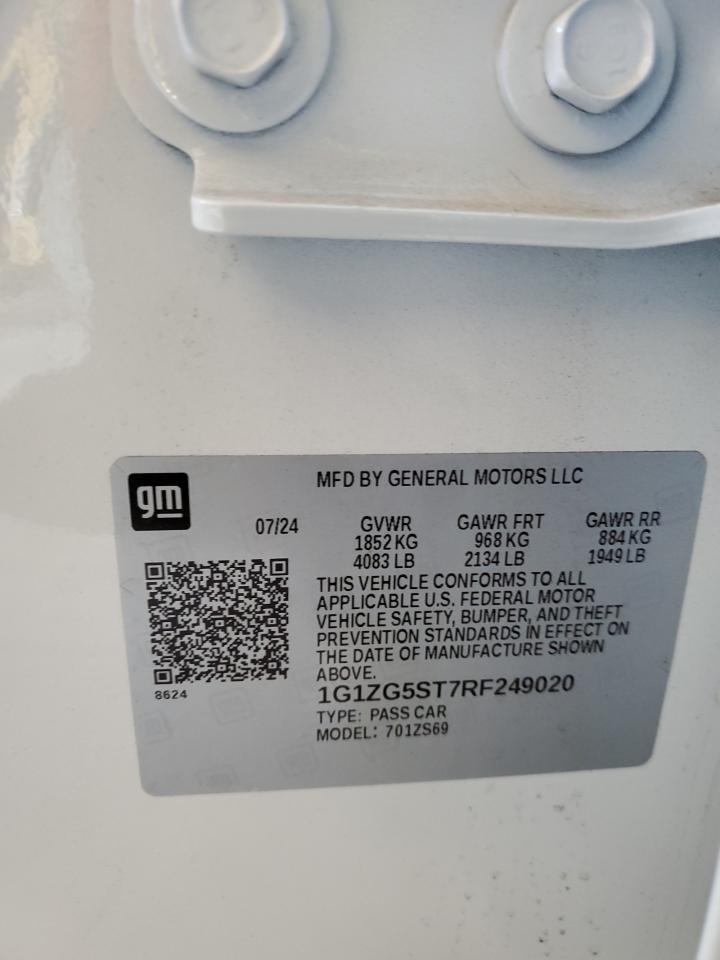 gm
MFD BY GENERAL MOTORS LLC
07/24 GVWR GAWR FRT GAWR RR
1852 KG 968 KG 884 KG
4083 LB 2134 LB 1949 LB
THIS VEHICLE CONFORMS TO ALL
APPLICABLE U.S. FEDERAL MOTOR
VEHICLE SAFETY, BUMPER, AND THEFT
PREVENTION STANDARDS IN EFFECT ON
THE DATE OF MANUFACTURE SHOWN
ABOVE.
8624
1G1ZG5ST7RF249020
TYPE: PASS CAR
MODEL: 701ZS69